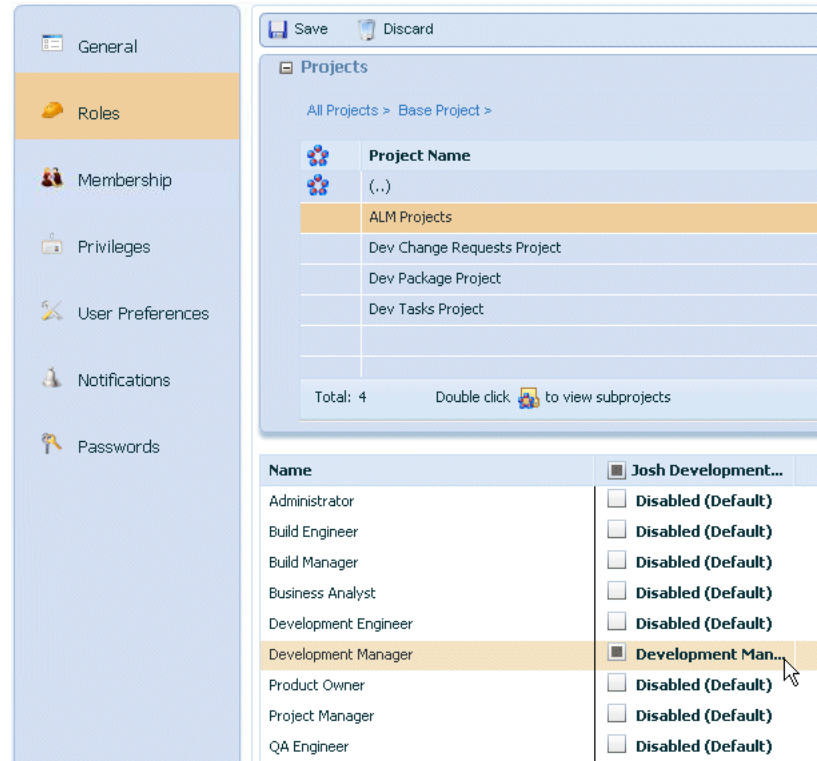 General
Roles
Membership
Privileges
User Preferences
Notifications
Passwords
Save Discard
Projects
All Projects > Base Project >
Project Name
(..)
ALM Projects
Dev Change Requests Project
Dev Package Project
Dev Tasks Project
Total: 4 Double click to view subprojects
Name Josh Development...
Administrator Disabled (Default)
Build Engineer Disabled (Default)
Build Manager Disabled (Default)
Business Analyst Disabled (Default)
Development Engineer Disabled (Default)
Development Manager Development Man...
Product Owner Disabled (Default)
Project Manager Disabled (Default)
QA Engineer Disabled (Default)